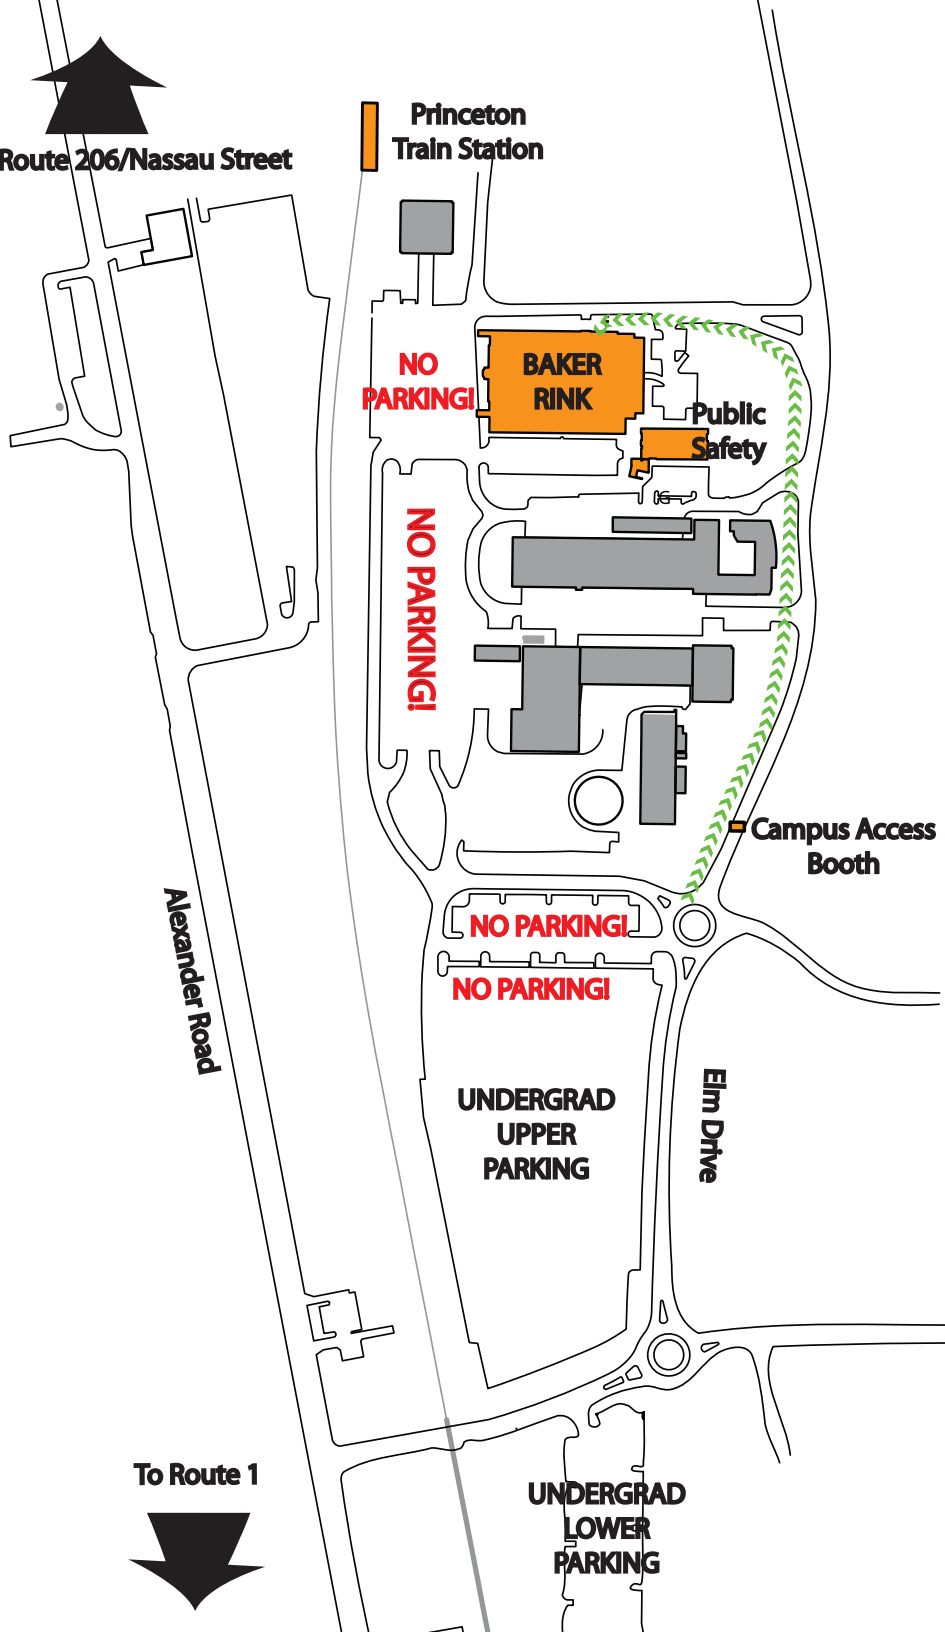 Princeton
Train Station
Route 206/Nassau Street
NO
PARKING!
BAKER
RINK
Public
Safety
NO PARKING!
Campus Access
Booth
Alexander Road
NO PARKING!
NO PARKING!
Elm Drive
UNDERGRAD
UPPER
PARKING
To Route 1
UNDERGRAD
LOWER
PARKING